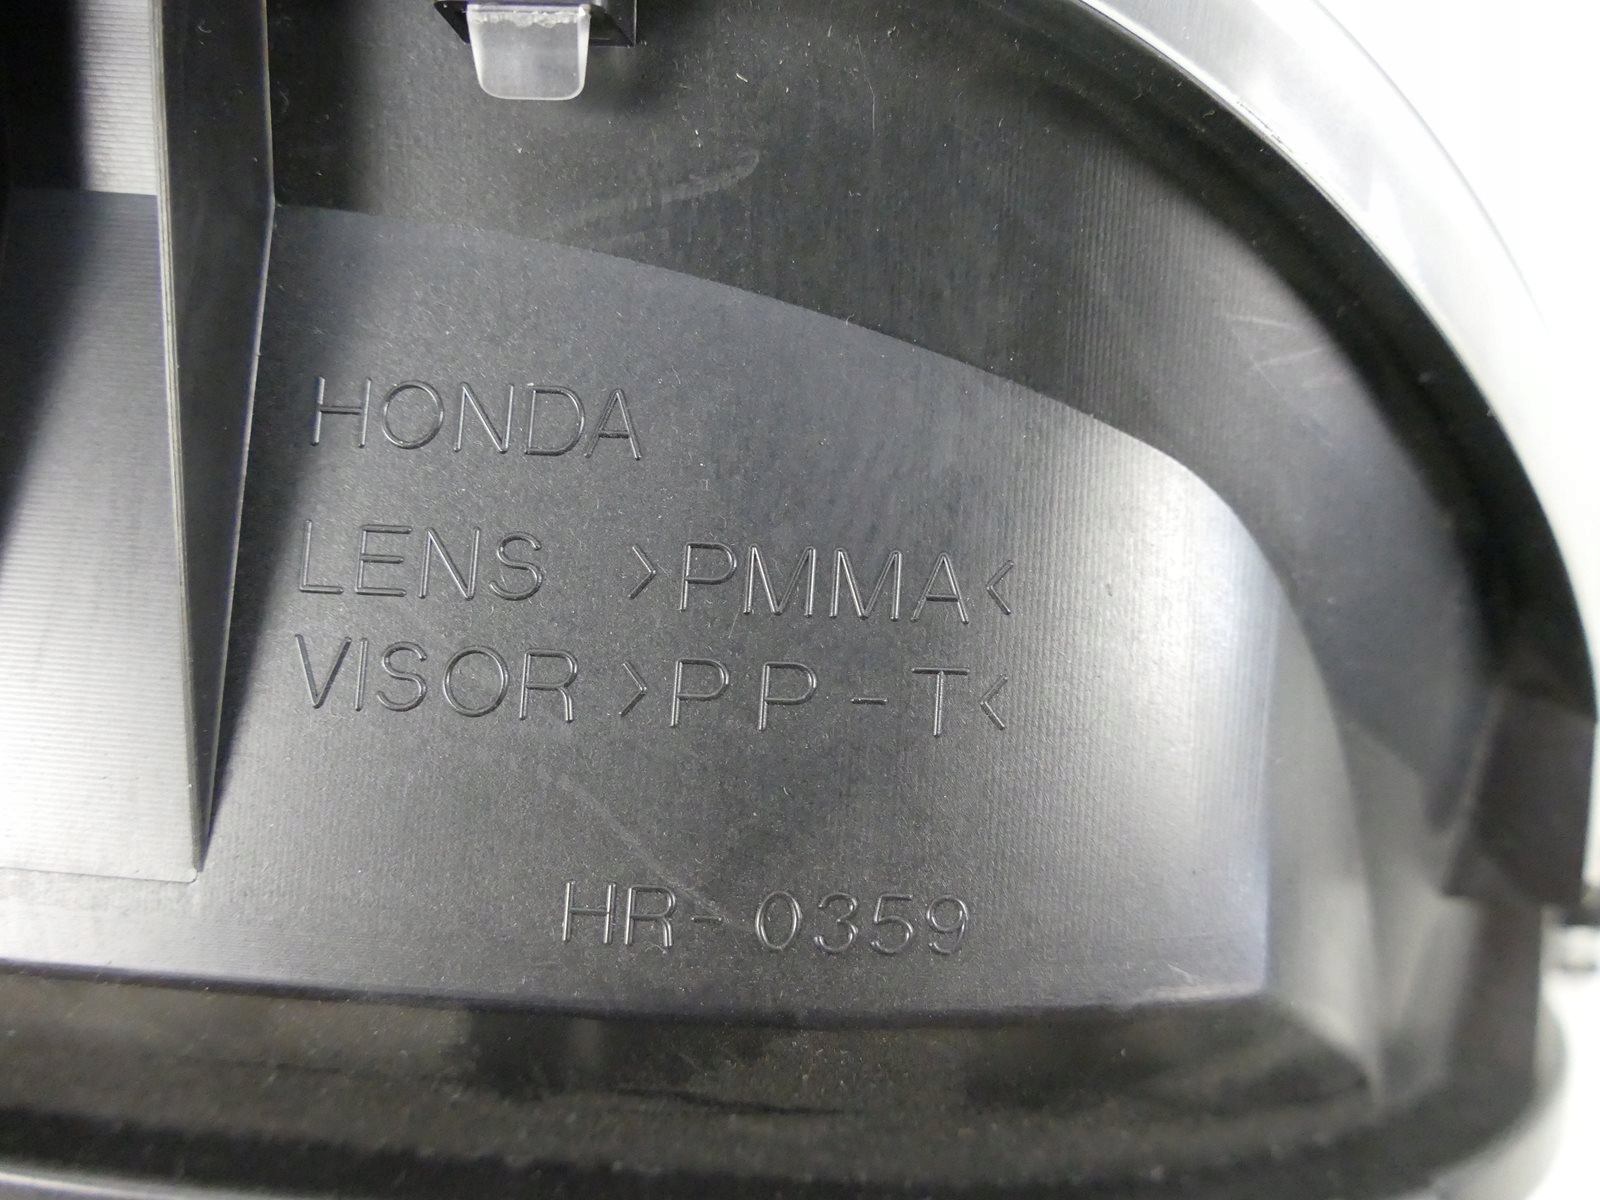 HONDA
LENS >PMMA<
VISOR >PP-T<
HR-0359